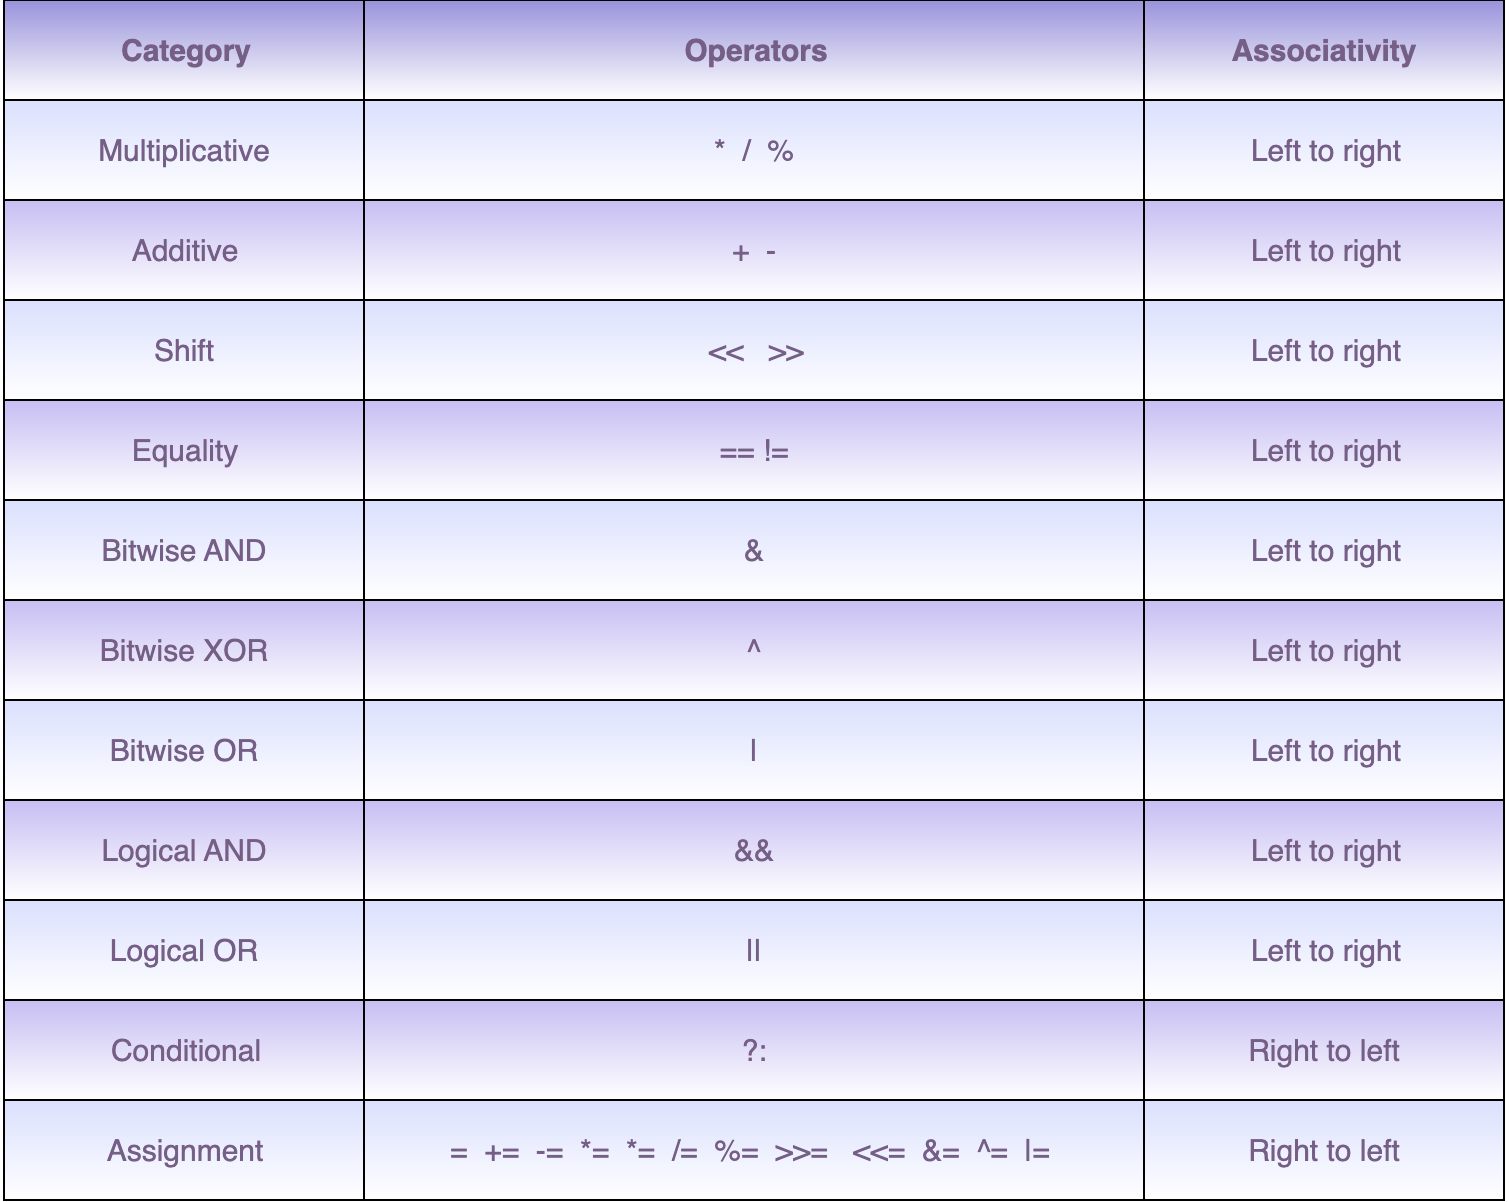 Category Operators Associativity
Multiplicative * / % Left to right
Additive + - Left to right
Shift << >> Left to right
Equality == != Left to right
Bitwise AND & Left to right
Bitwise XOR ^ Left to right
Bitwise OR | Left to right
Logical AND && Left to right
Logical OR || Left to right
Conditional ?: Right to left
Assignment = += -= *= *= /= %= >>= <<= &= ^= |= Right to left